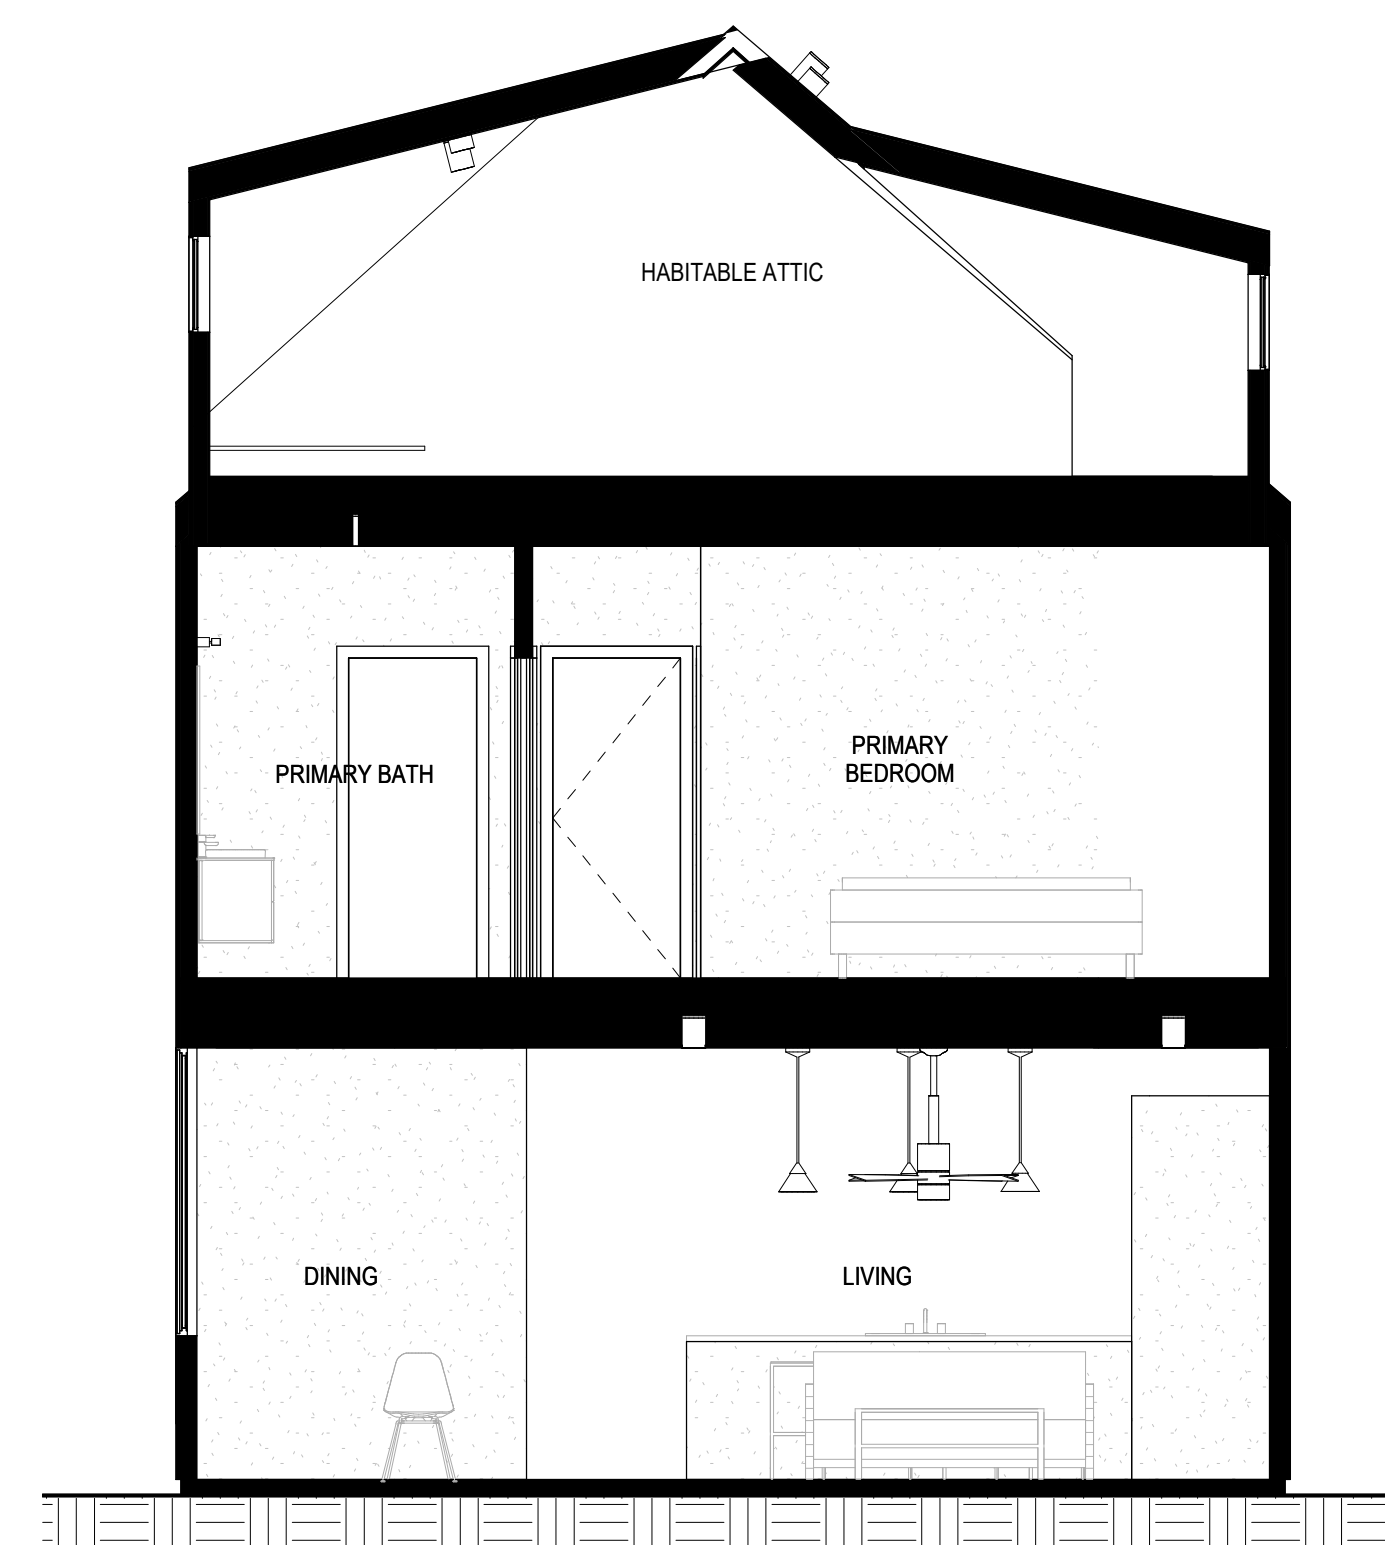 HABITABLE ATTIC
PRIMARY BATH
PRIMARY
BEDROOM
DINING
LIVING